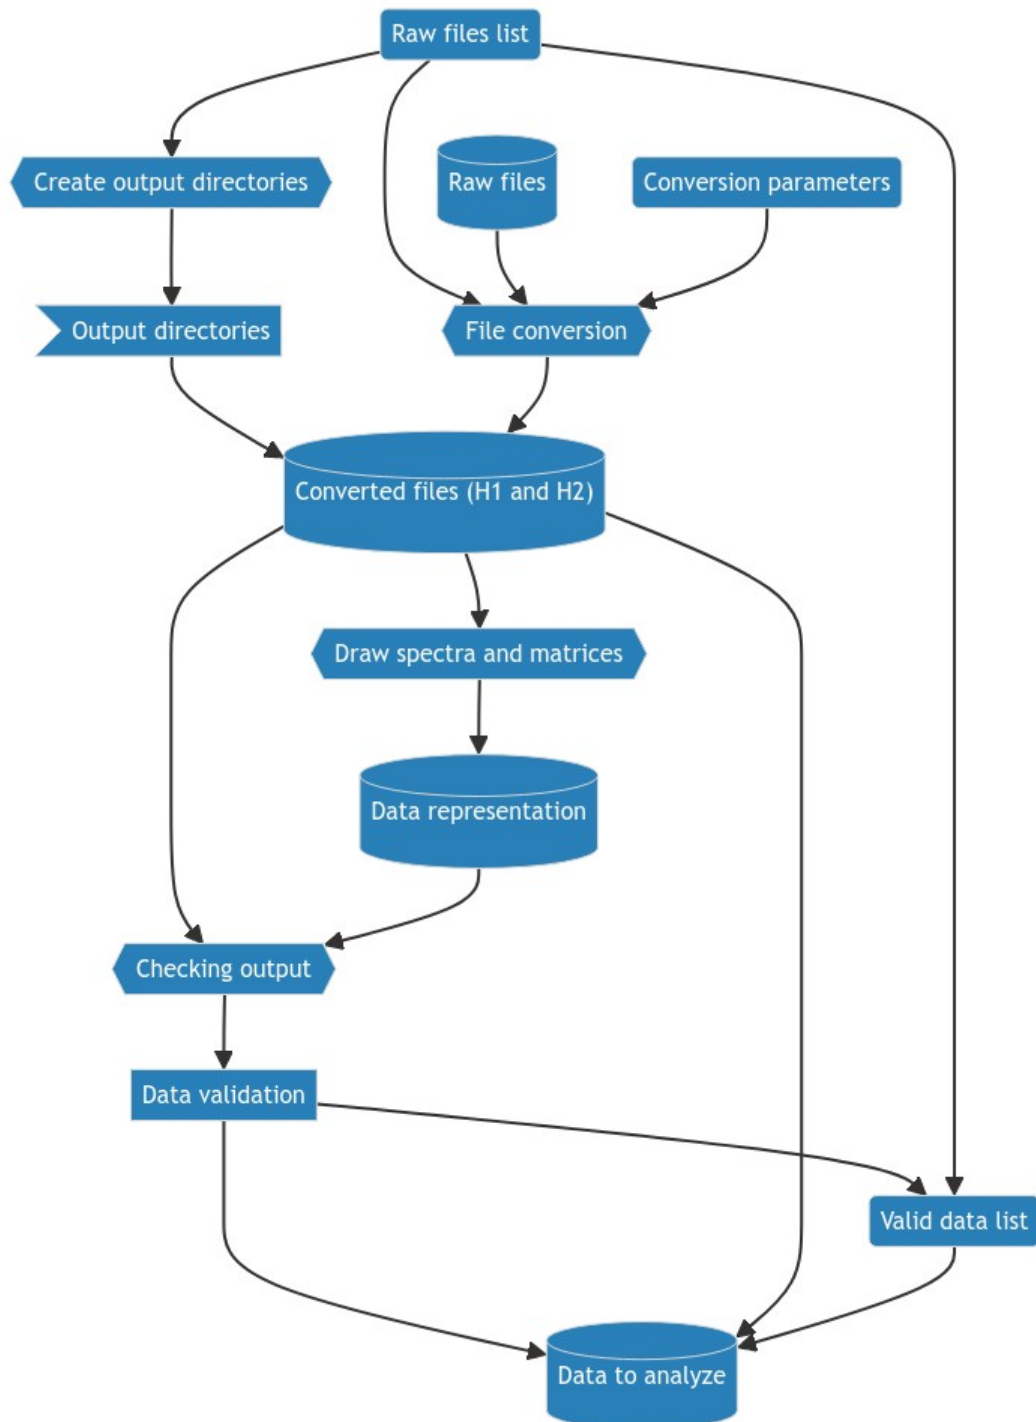 Raw files list
Create output directories
Raw files
Conversion parameters
Output directories
File conversion
Converted files (H1 and H2)
Draw spectra and matrices
Data representation
Checking output
Data validation
Valid data list
Data to analyze